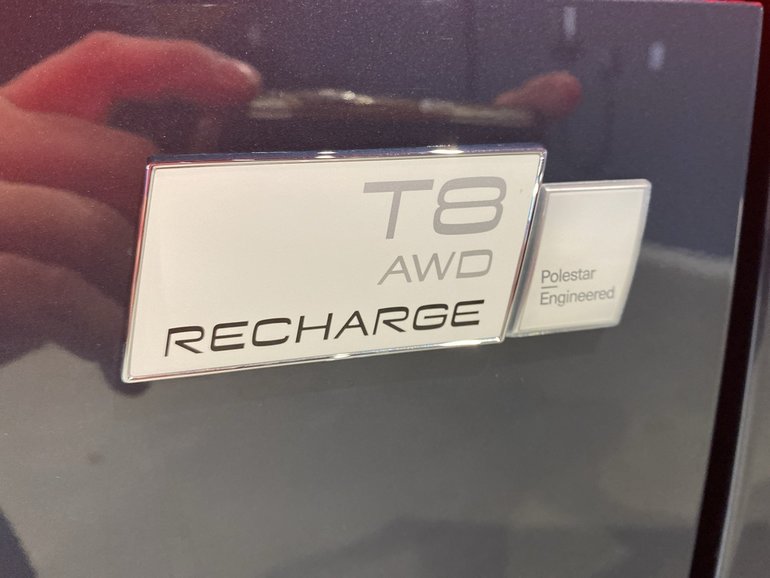 T8
AWD
RECHARGE
Polestar
Engineered